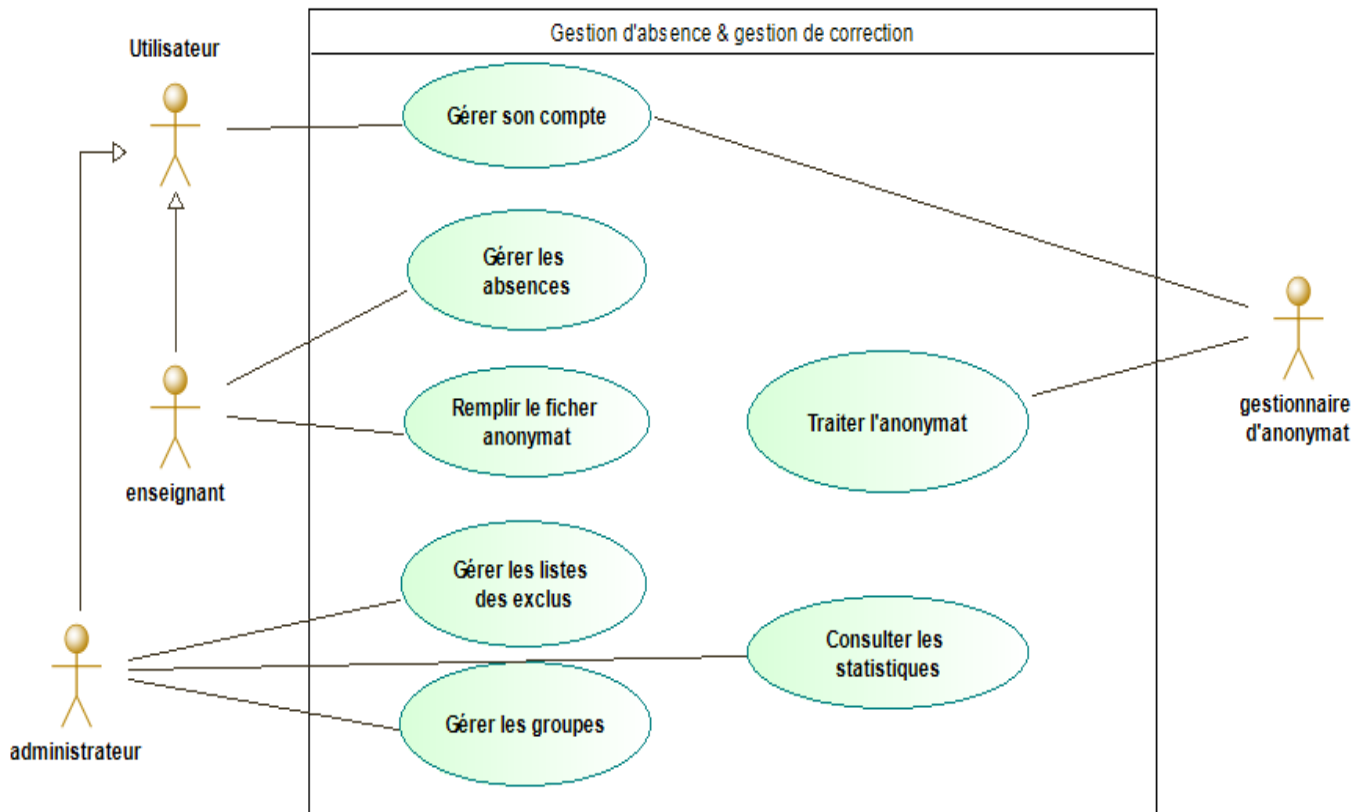 Gestion d'absence & gestion de correction
Utilisateur
Gérer son compte
Gérer les
absences
Remplir le ficher
anonymat
Traiter l'anonymat
gestionnaire
d'anonymat
enseignant
Gérer les listes
des exclus
Consulter les
statistiques
Gérer les groupes
administrateur